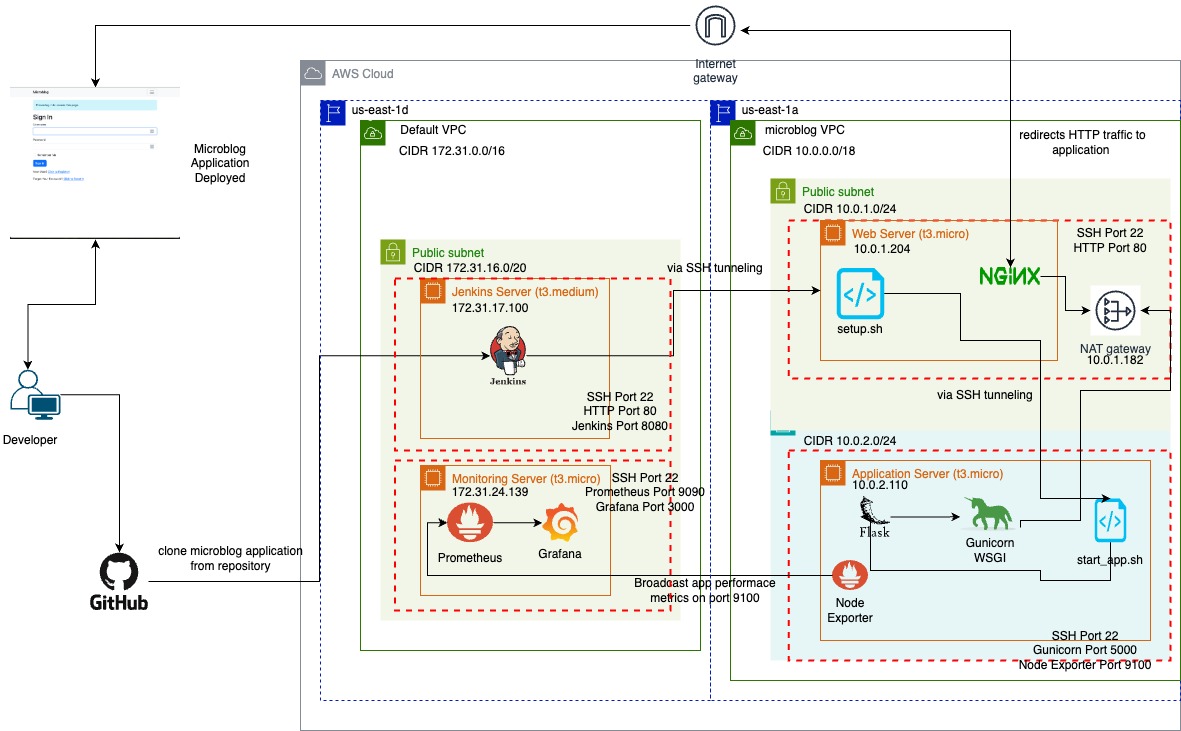 Internet
gateway
AWS Cloud
us-east-1d
us-east-1a
Default VPC
CIDR 172.31.0.0/16
microblog VPC
CIDR 10.0.0.0/18
redirects HTTP traffic to
application
Microblog
Sign In
Microblog
Application
Deployed
Public subnet
CIDR 10.0.1.0/24
Web Server (t3.micro)
10.0.1.204
SSH Port 22
HTTP Port 80
NGINX
setup.sh
NAT gateway
10.0.1.182
Public subnet
CIDR 172.31.16.0/20
via SSH tunneling
Jenkins Server (t3.medium)
172.31.17.100
Jenkins
SSH Port 22
HTTP Port 80
Jenkins Port 8080
via SSH tunneling
Developer
CIDR 10.0.2.0/24
Monitoring Server (t3.micro)
172.31.24.139
SSH Port 22
Prometheus Port 9090
Grafana Port 3000
Prometheus
Grafana
Application Server (t3.micro)
10.0.2.110
Flask
Gunicorn
WSGI
start_app.sh
clone microblog application
from repository
GitHub
Broadcast app performace
metrics on port 9100
Node
Exporter
SSH Port 22
Gunicorn Port 5000
Node Exporter Port 9100